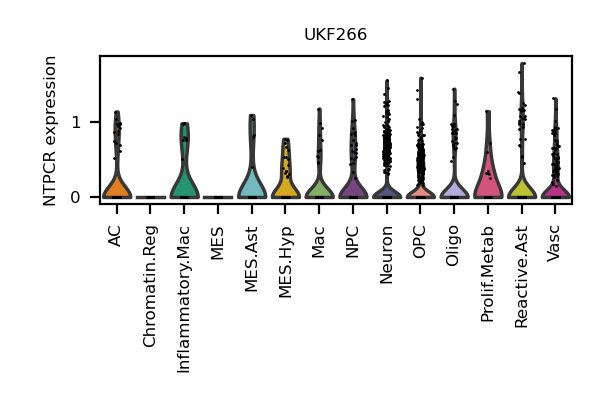 UKF266
NTPCR expression
1
0
AC
Chromatin.Reg
Inflammatory.Mac
MES
MES.Ast
MES.Hyp
Mac
NPC
Neuron
OPC
Oligo
Prolif.Metab
Reactive.Ast
Vasc